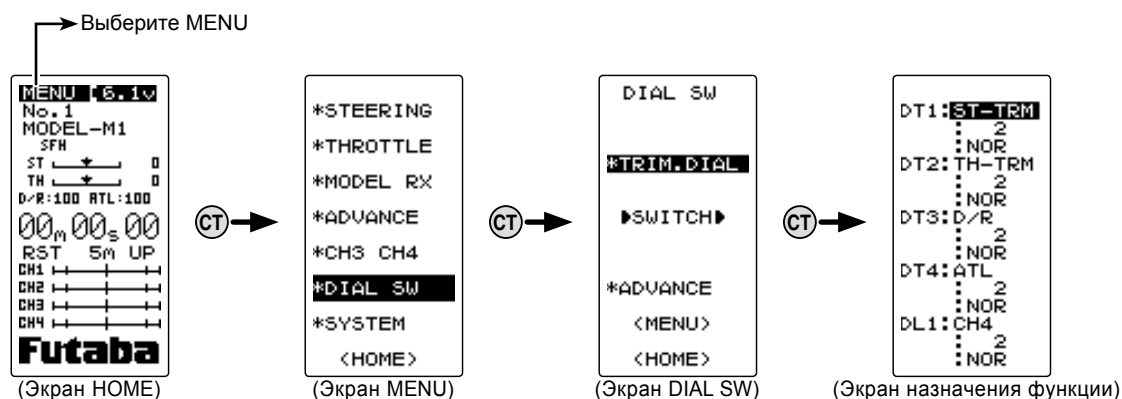 Выберите MENU
MENU 6.1v
No.1
MODEL-M1
SFH
ST 0
TH 0
D/R:100 ATL:100
00m00s00
RST 5m UP
CH1
CH2
CH3
CH4
Futaba
(Экран HOME)
CT
*STEERING
*THROTTLE
*MODEL RX
*ADVANCE
*CH3 CH4
*DIAL SW
*SYSTEM
<HOME>
(Экран MENU)
CT
DIAL SW
*TRIM.DIAL
▶SWITCH▶
*ADVANCE
<MENU>
<HOME>
(Экран DIAL SW)
CT
DT1:ST-TRM
: 2
:NOR
DT2:TH-TRM
: 2
:NOR
DT3:D/R
: 2
:NOR
DT4:ATL
: 2
:NOR
DL1:CH4
: 2
:NOR
(Экран назначения функции)